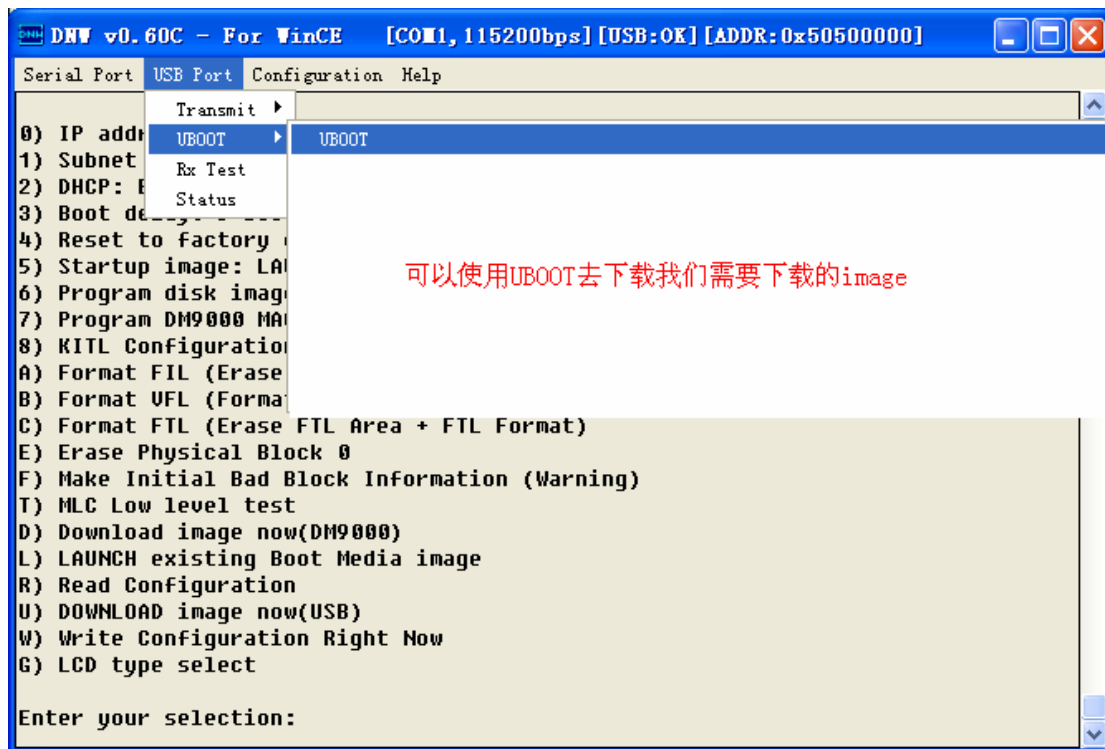 DNW v0.60C - For WinCE [COM1,115200bps][USB:OK][ADDR:0x50500000]
Serial Port USB Port Configuration Help
Transmit
UBOOT
Rx Test
Status
UBOOT
可以使用UBOOT去下载我们需要下载的image
0) IP addr
1) Subnet
2) DHCP:
3) Boot
4) Reset to factory
5) Startup image:
6) Program disk
7) Program DM9000
8) KITL
A) Format FIL (Erase
B) Format VFL
C) Format FTL (Erase FTL Area + FTL Format)
E) Erase Physical Block 0
F) Make Initial Bad Block Information (Warning)
T) MLC Low level test
D) Download image now(DM9000)
L) LAUNCH existing Boot Media image
R) Read Configuration
U) DOWNLOAD image now(USB)
W) Write Configuration Right Now
G) LCD type select
Enter your selection: